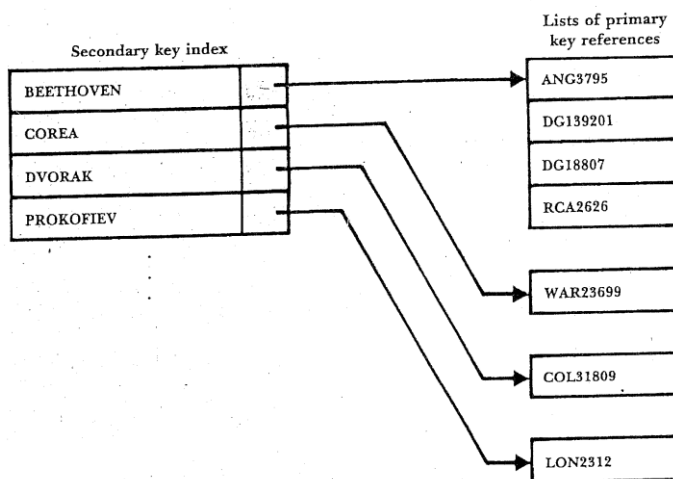 Secondary key index
BEETHOVEN
COREA
DVORAK
PROKOFIEV
Lists of primary
key references
ANG3795
DG139201
DG18807
RCA2626
WAR23699
COL31809
LON2312